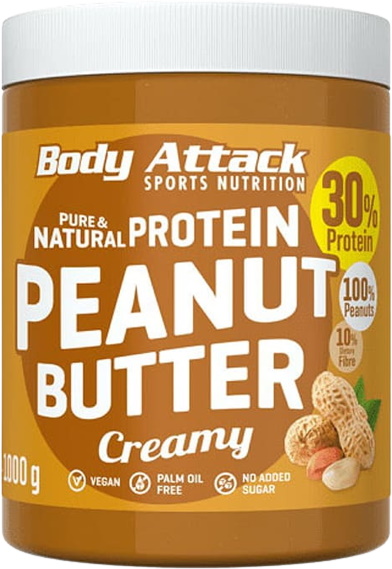 Body Attack
SPORTS NUTRITION
30%
Protein
PURE &
NATURAL PROTEIN
PEANUT
BUTTER
100%
Peanuts
10%
Dietary
Fibre
Creamy
1000 g
VEGAN
PALM OIL
FREE
NO ADDED
SUGAR